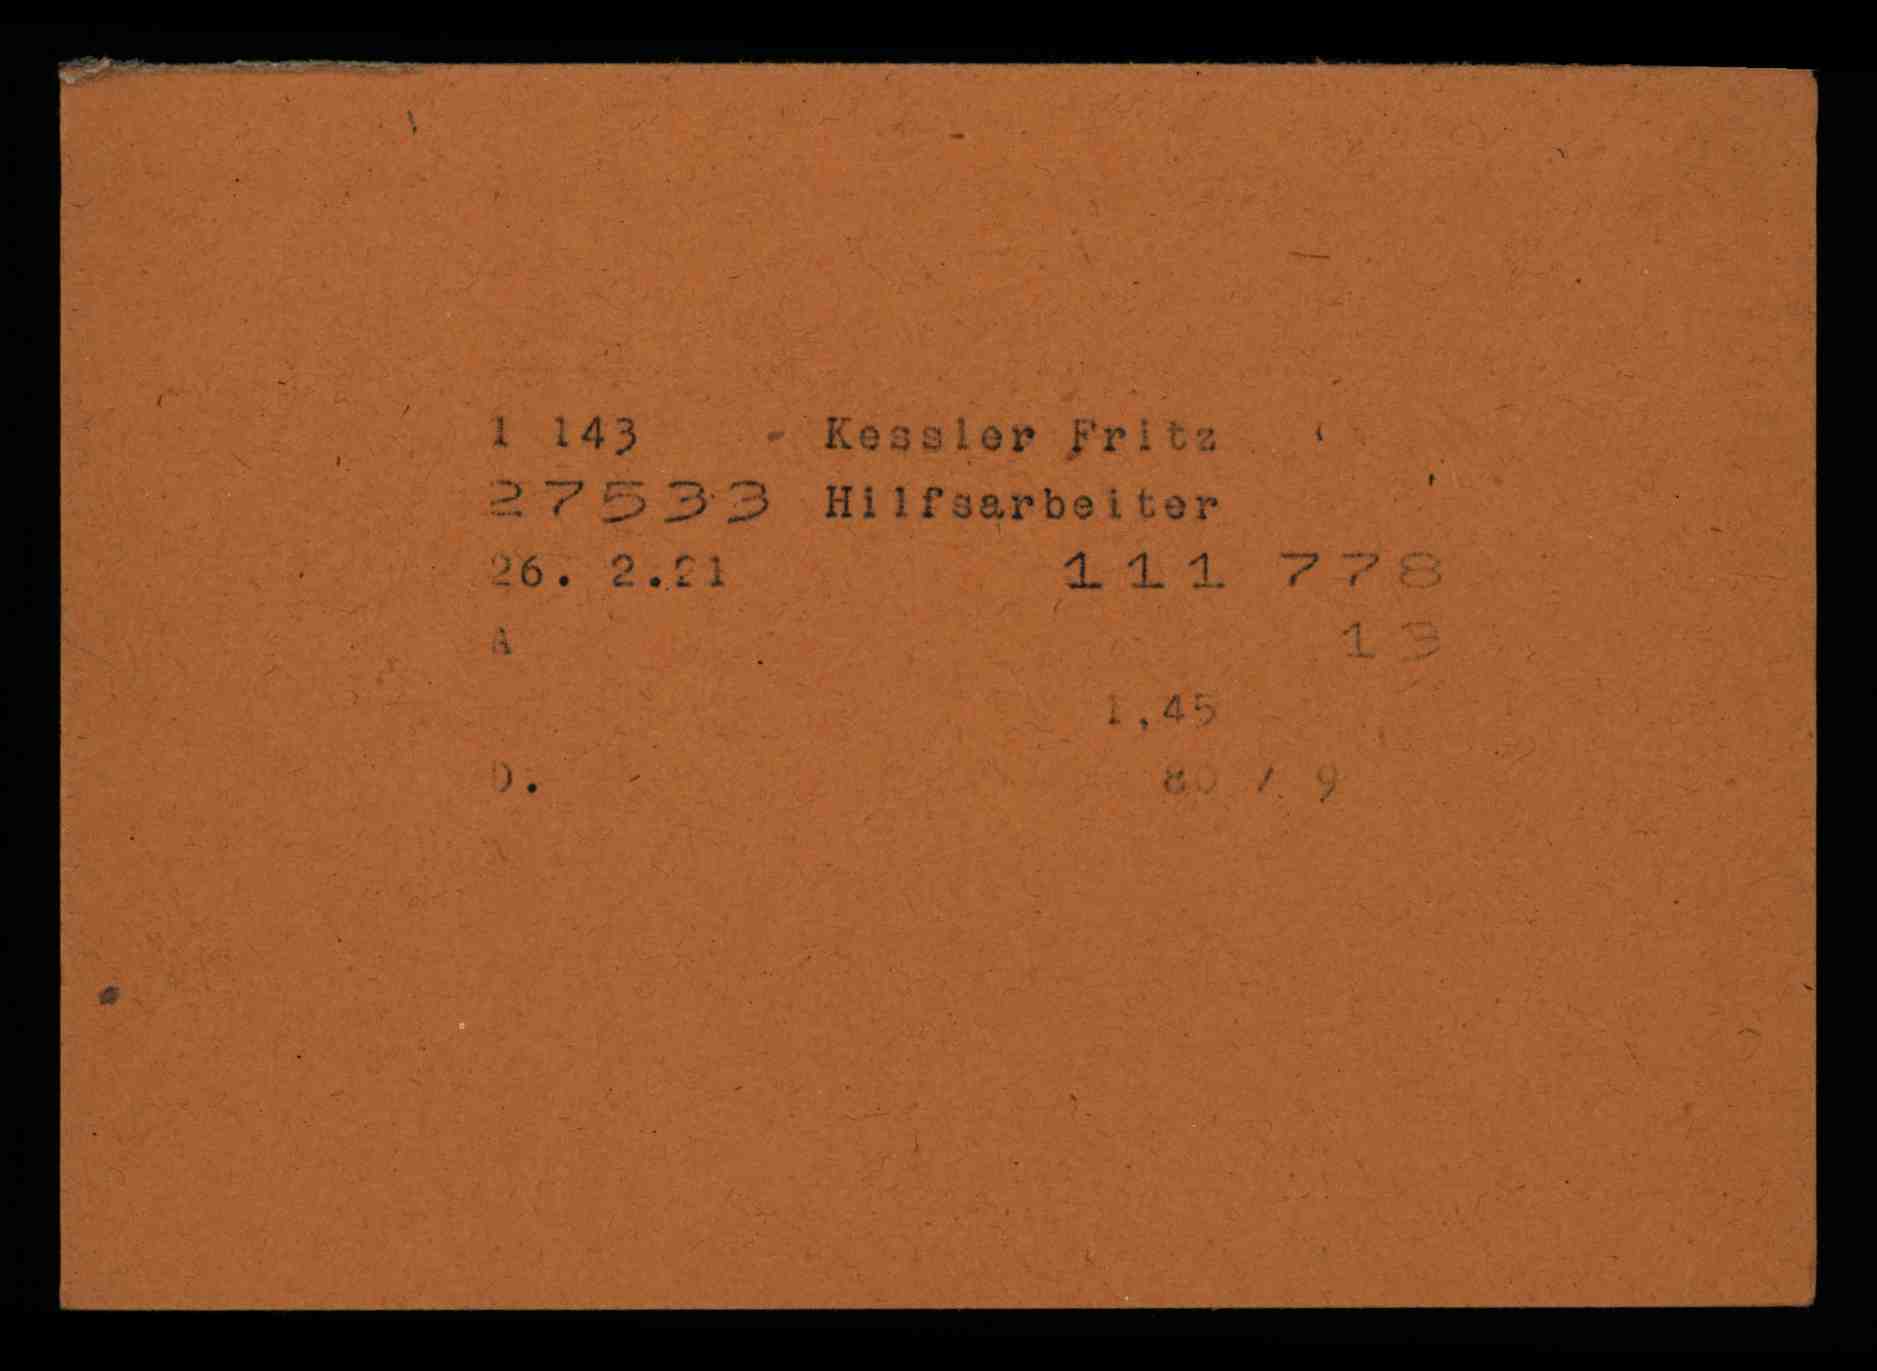 1 143 - Kessler Fritz
27533 Hilfsarbeiter
26. 2.21 111 778
A 13
1,45
D. 80 / 9